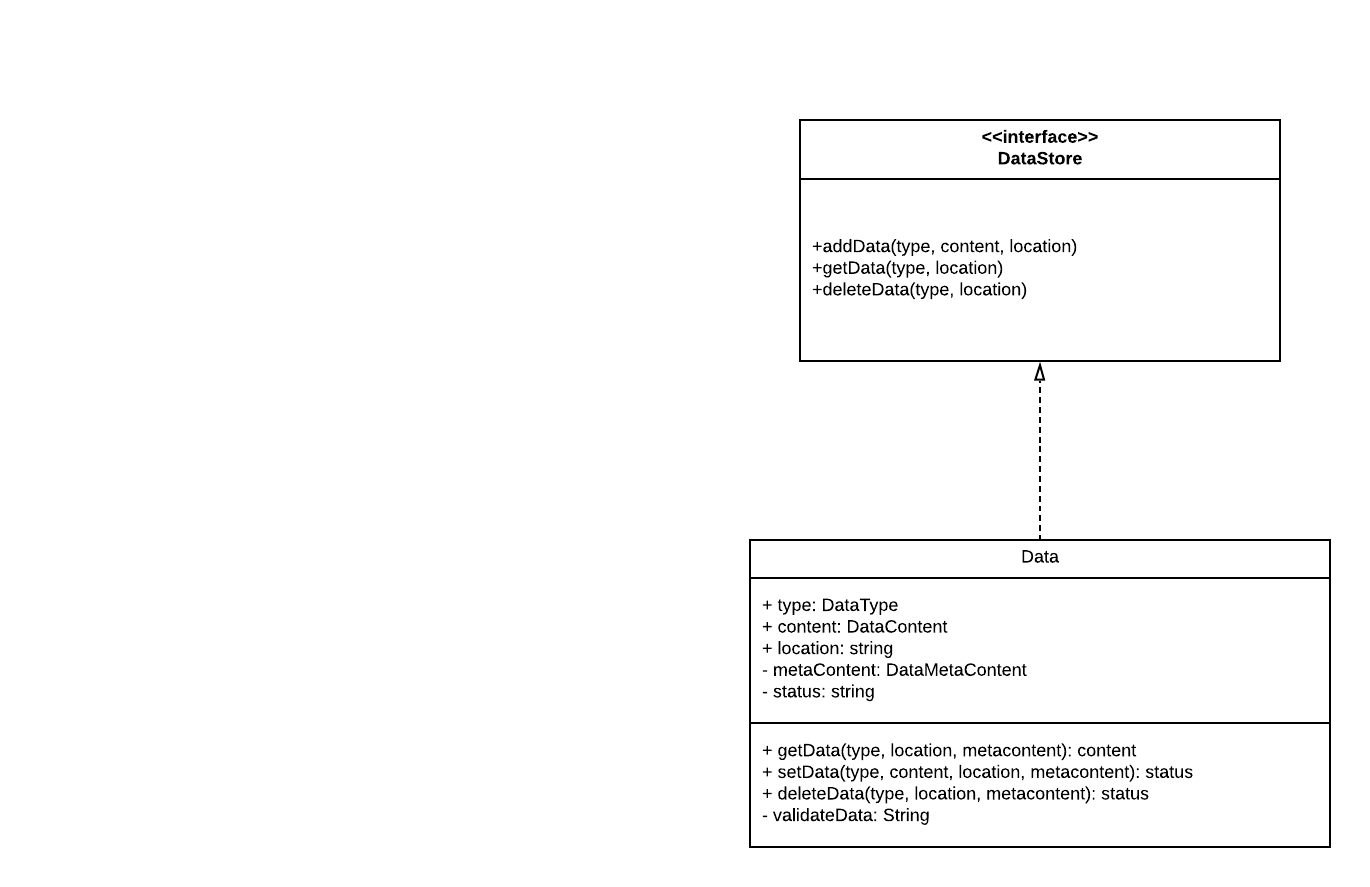 <<interface>>
DataStore
+addData(type, content, location)
+getData(type, location)
+deleteData(type, location)
Data
+ type: DataType
+ content: DataContent
+ location: string
- metaContent: DataMetaContent
- status: string
+ getData(type, location, metacontent): content
+ setData(type, content, location, metacontent): status
+ deleteData(type, location, metacontent): status
- validateData: String